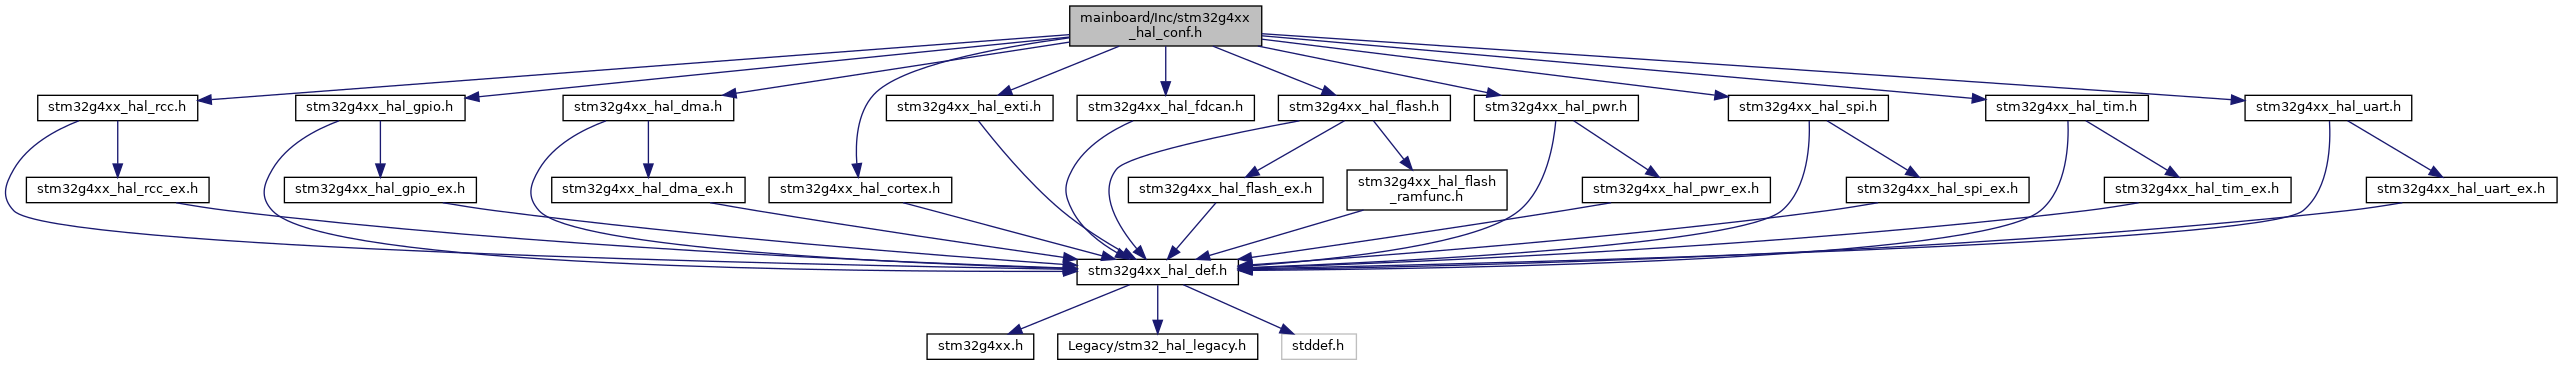 mainboard/Inc/stm32g4xx
_hal_conf.h
stm32g4xx_hal_rcc.h
stm32g4xx_hal_gpio.h
stm32g4xx_hal_dma.h
stm32g4xx_hal_exti.h
stm32g4xx_hal_fdcan.h
stm32g4xx_hal_flash.h
stm32g4xx_hal_pwr.h
stm32g4xx_hal_spi.h
stm32g4xx_hal_tim.h
stm32g4xx_hal_uart.h
stm32g4xx_hal_rcc_ex.h
stm32g4xx_hal_gpio_ex.h
stm32g4xx_hal_dma_ex.h
stm32g4xx_hal_cortex.h
stm32g4xx_hal_flash_ex.h
stm32g4xx_hal_flash
_ramfunc.h
stm32g4xx_hal_pwr_ex.h
stm32g4xx_hal_spi_ex.h
stm32g4xx_hal_tim_ex.h
stm32g4xx_hal_uart_ex.h
stm32g4xx_hal_def.h
stm32g4xx.h
Legacy/stm32_hal_legacy.h
stddef.h